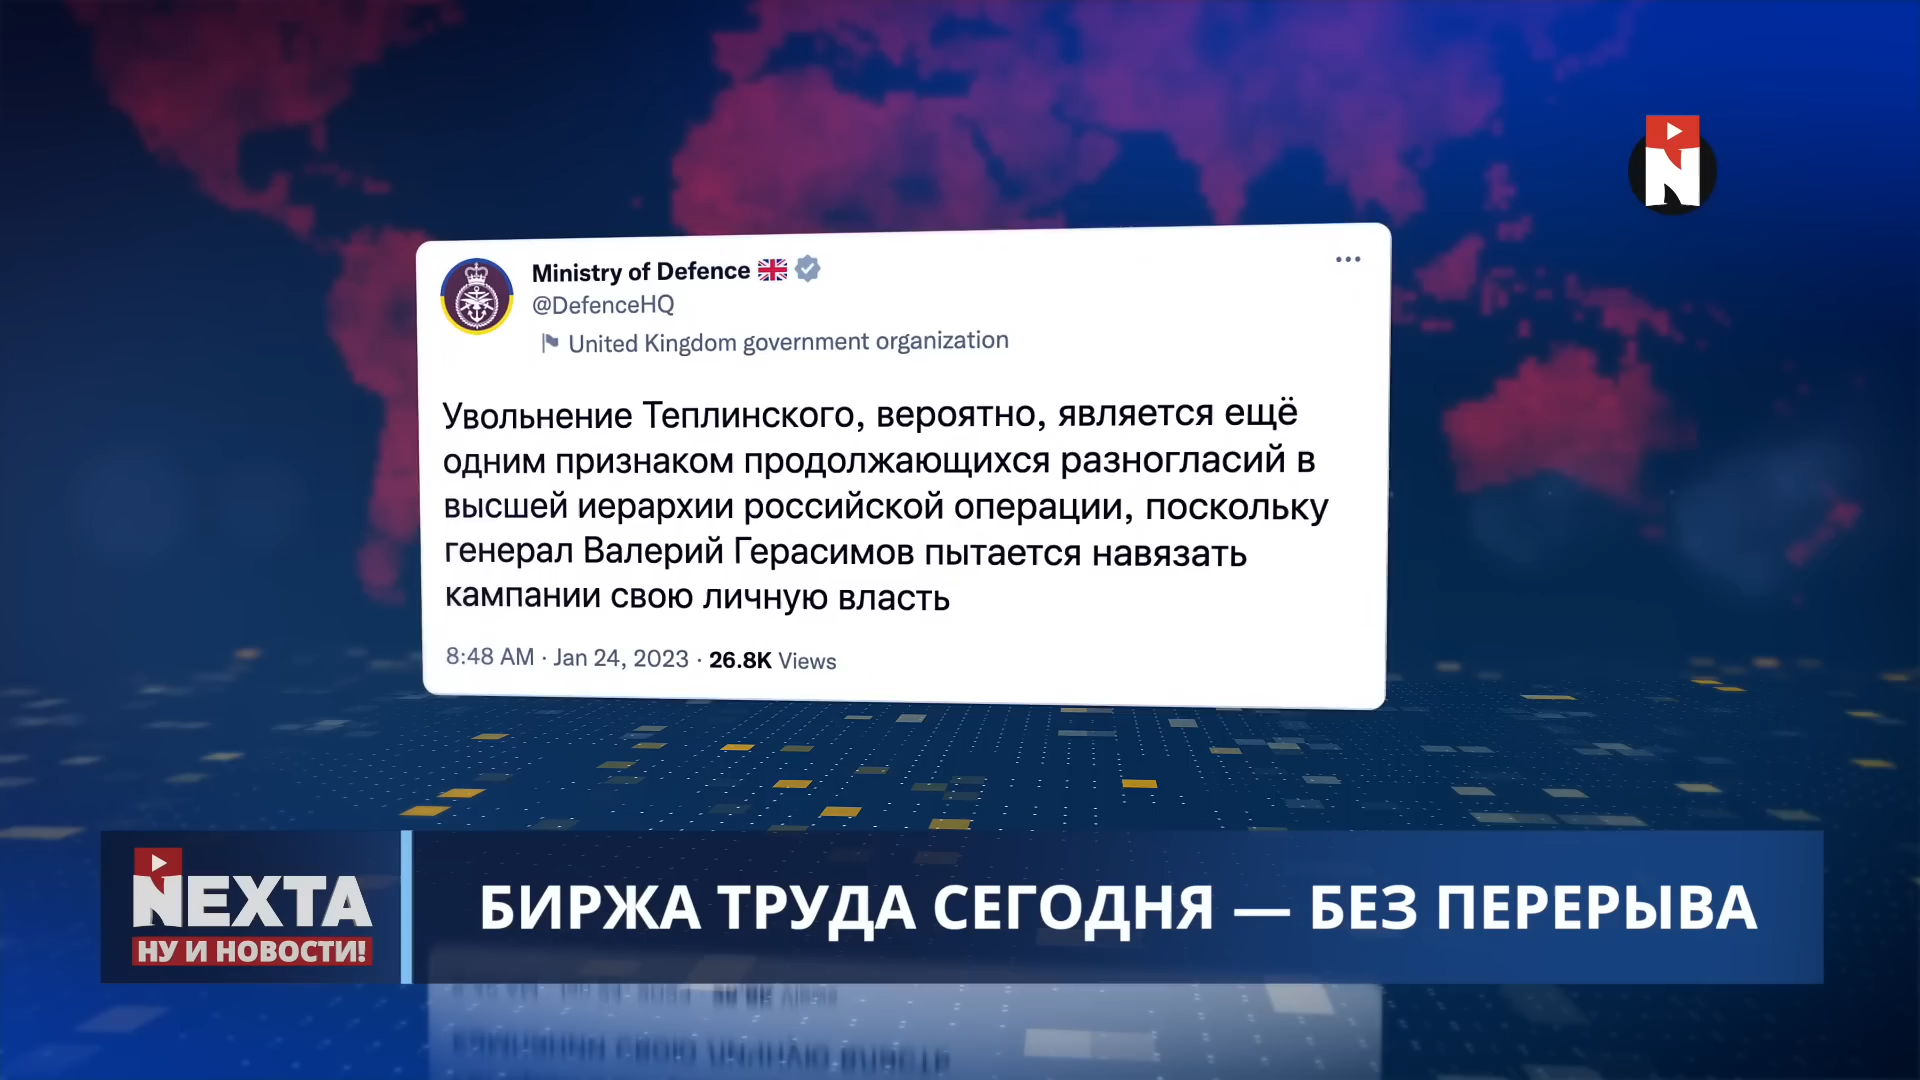 Ministry of Defence
@DefenceHQ
United Kingdom government organization
Увольнение Теплинского, вероятно, является ещё
одним признаком продолжающихся разногласий в
высшей иерархии российской операции, поскольку
генерал Валерий Герасимов пытается навязать
кампании свою личную власть
8:48 AM · Jan 24, 2023 · 26.8K Views
NEXTA
НУ И НОВОСТИ!
БИРЖА ТРУДА СЕГОДНЯ — БЕЗ ПЕРЕРЫВА